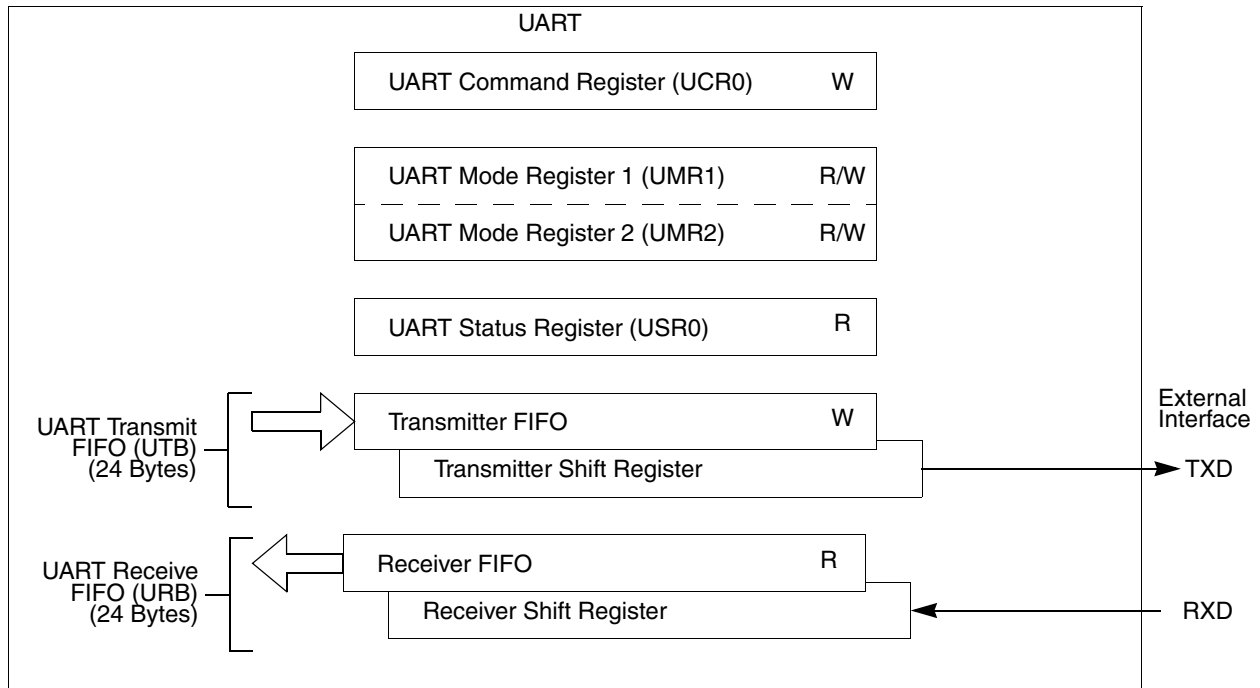 UART
UART Command Register (UCR0) W
UART Mode Register 1 (UMR1) R/W
UART Mode Register 2 (UMR2) R/W
UART Status Register (USR0) R
UART Transmit
FIFO (UTB)
(24 Bytes)
Transmitter FIFO W
Transmitter Shift Register
External
Interface
TXD
UART Receive
FIFO (URB)
(24 Bytes)
Receiver FIFO R
Receiver Shift Register
RXD